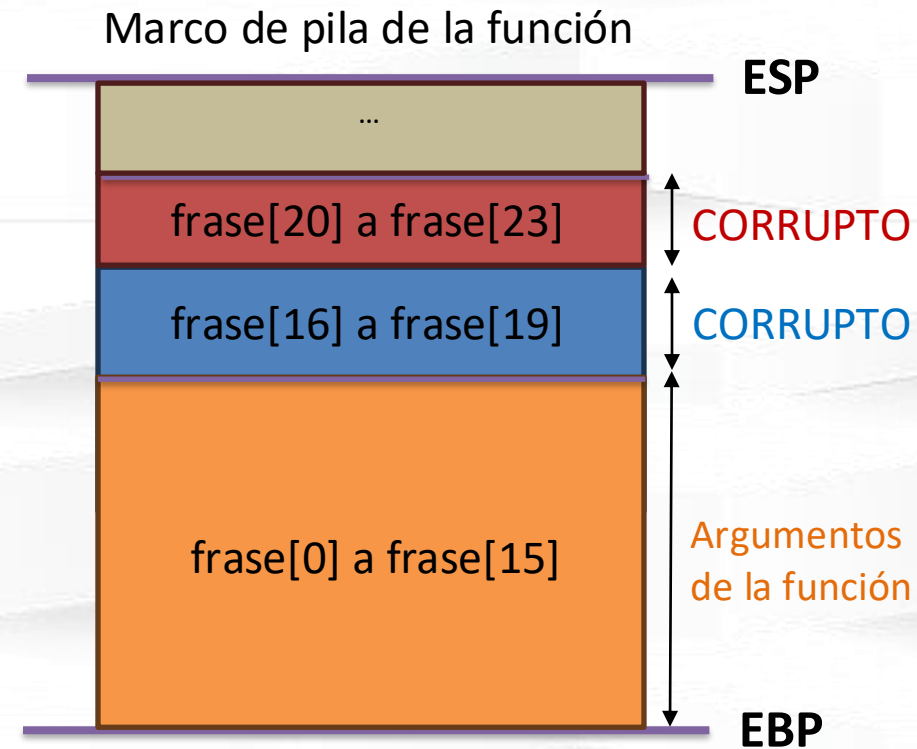 Marco de pila de la función
ESP
...
frase[20] a frase[23]
CORRUPTO
frase[16] a frase[19]
CORRUPTO
frase[0] a frase[15]
Argumentos
de la función
EBP